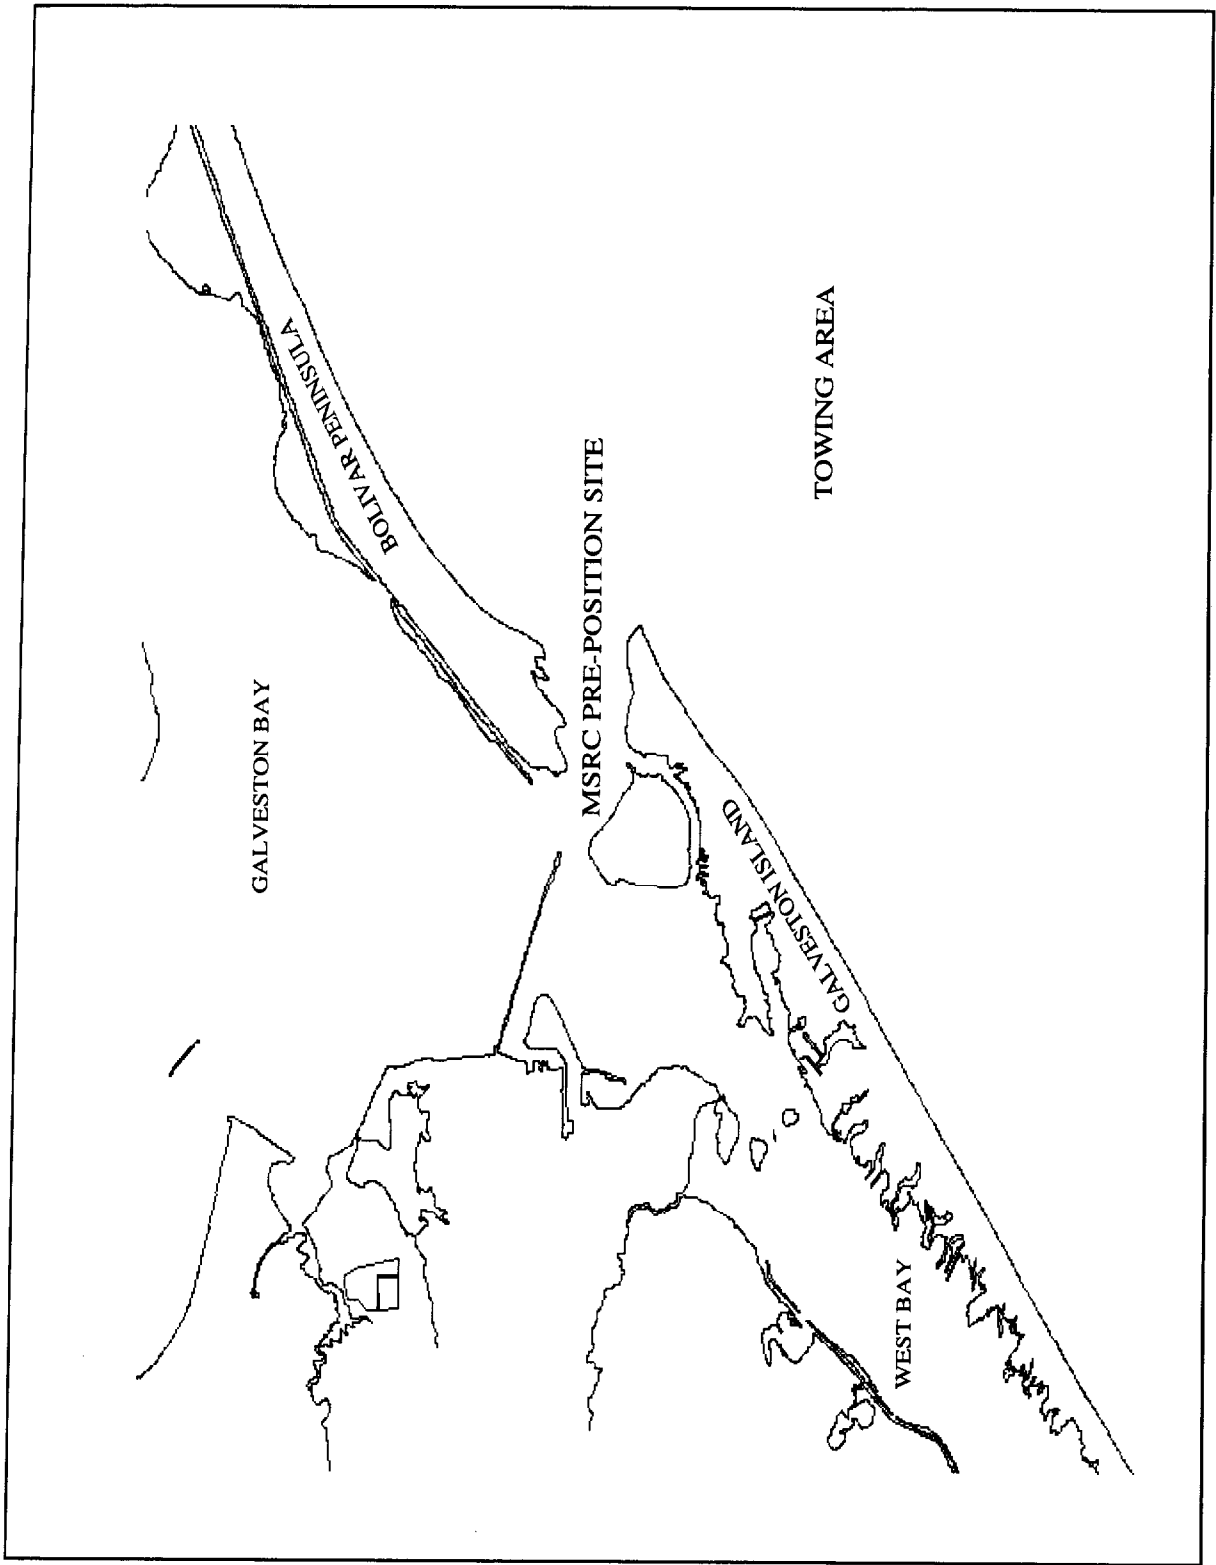 GALVESTON BAY
BOLIVAR PENINSULA
MSRC PRE-POSITION SITE
TOWING AREA
GALVESTON ISLAND
WEST BAY